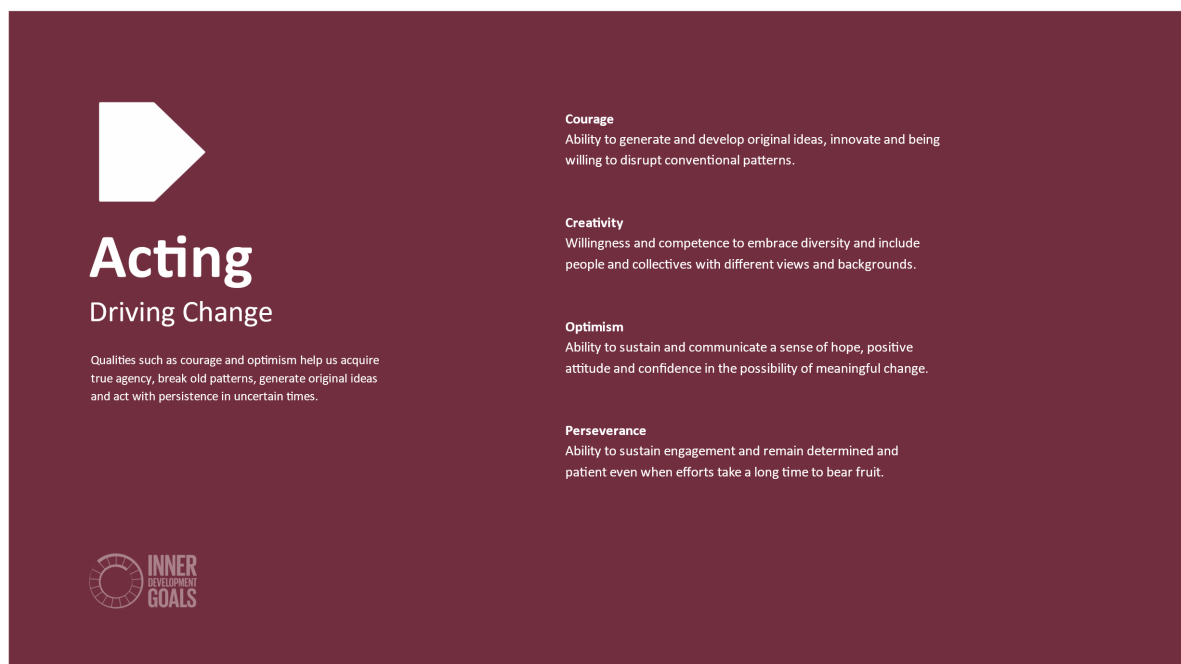 Acting
Driving Change
Qualities such as courage and optimism help us acquire
true agency, break old patterns, generate original ideas
and act with persistence in uncertain times.
Courage
Ability to generate and develop original ideas, innovate and being
willing to disrupt conventional patterns.
Creativity
Willingness and competence to embrace diversity and include
people and collectives with different views and backgrounds.
Optimism
Ability to sustain and communicate a sense of hope, positive
attitude and confidence in the possibility of meaningful change.
Perseverance
Ability to sustain engagement and remain determined and
patient even when efforts take a long time to bear fruit.
INNER
DEVELOPMENT
GOALS